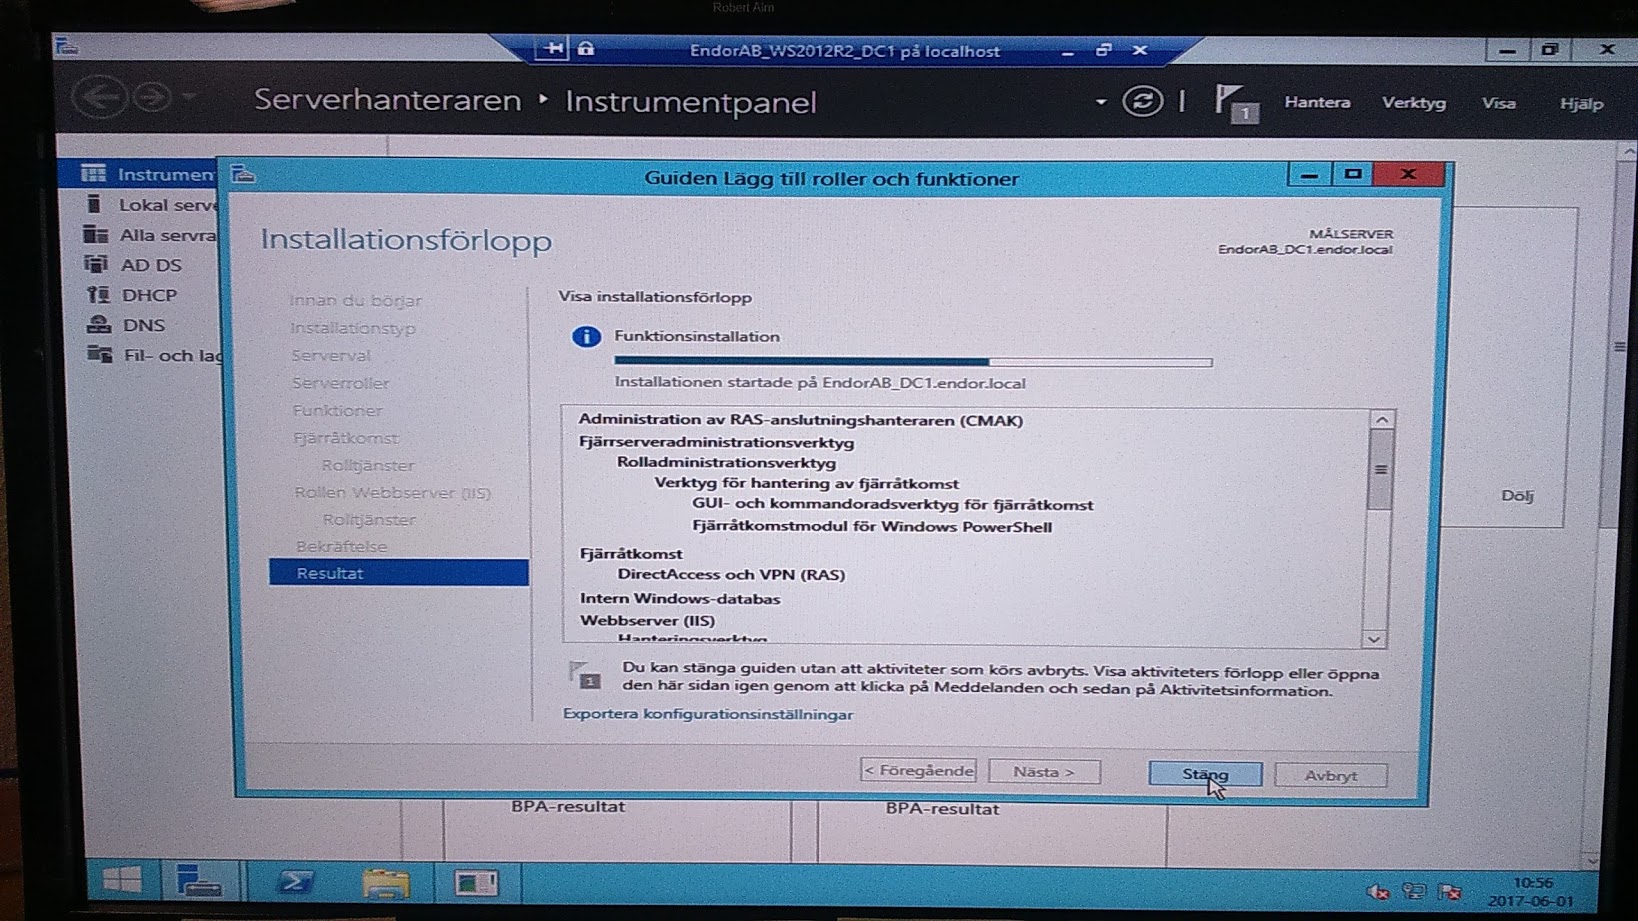 Robert Aim
EndorAB_WS2012R2_DC1 på localhost
Serverhanteraren ‣ Instrumentpanel
1
Hantera Verktyg Visa Hjälp
Instrumen
Lokal serve
Alla servra
AD DS
DHCP
DNS
Fil- och lag
Guiden Lägg till roller och funktioner
Installationsförlopp
MÅLSERVER
EndorAB_DC1.endor.local
Innan du börjar
Installationstyp
Serverval
Serverroller
Funktioner
Fjärråtkomst
Rolltjänster
Rollen Webbserver (IIS)
Rolltjänster
Bekräftelse
Resultat
Visa installationsförlopp
Funktionsinstallation
Installationen startade på EndorAB_DC1.endor.local
Administration av RAS-anslutningshanteraren (CMAK)
Fjärrserveradministrationsverktyg
Rolladministrationsverktyg
Verktyg för hantering av fjärråtkomst
GUI- och kommandoradsverktyg för fjärråtkomst
Fjärråtkomstmodul för Windows PowerShell
Fjärråtkomst
DirectAccess och VPN (RAS)
Intern Windows-databas
Webbserver (IIS)
Hanteringsverktyg
1
Du kan stänga guiden utan att aktiviteter som körs avbryts. Visa aktiviteters förlopp eller öppna
den här sidan igen genom att klicka på Meddelanden och sedan på Aktivitetsinformation.
Exportera konfigurationsinställningar
< Föregående Nästa > Stäng Avbryt
Dölj
BPA-resultat BPA-resultat
10:56
2017-06-01